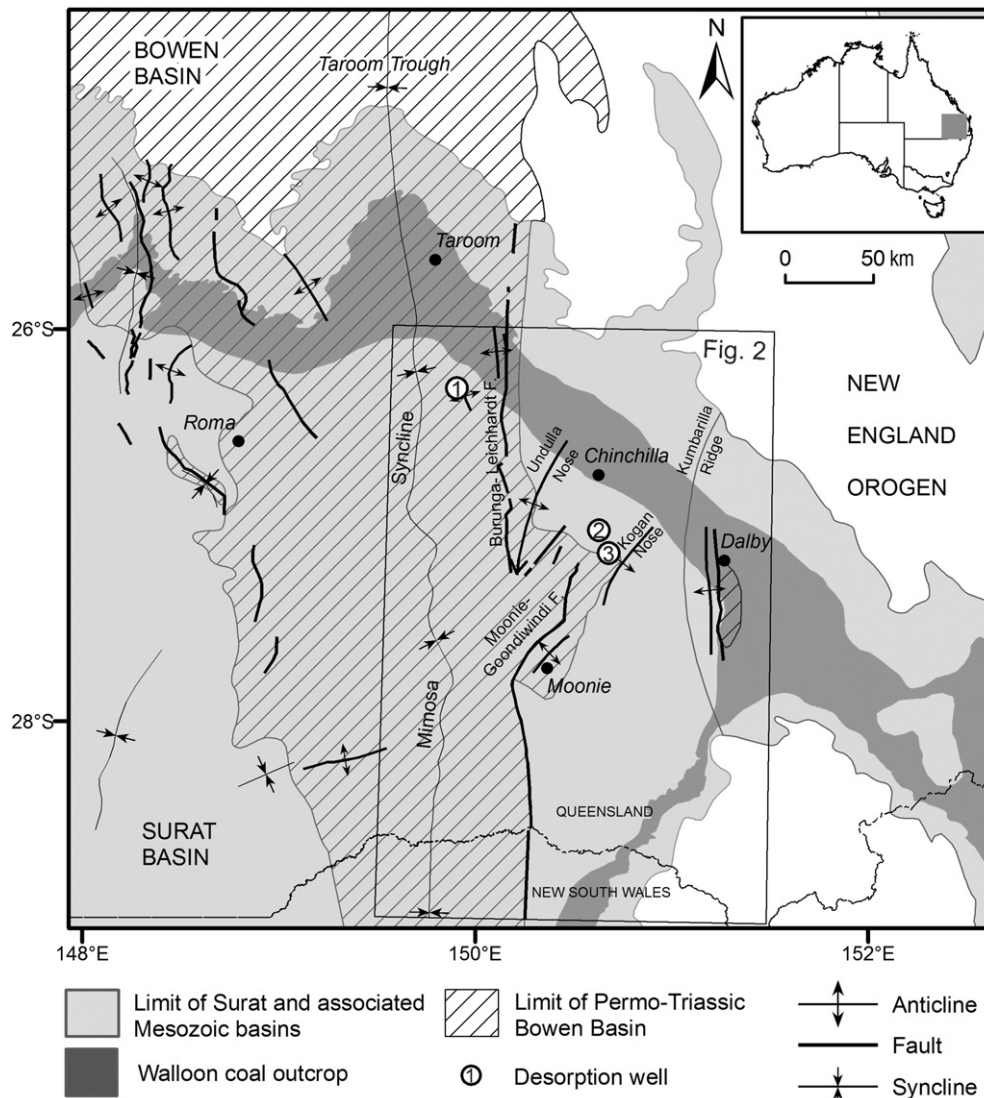 BOWEN
BASIN
Taroom Trough
N
0 50 km
Taroom
26°S
Fig. 2
NEW
ENGLAND
OROGEN
1
Roma
Syncline
Burunga-Leichhardt F.
Undulla
Nose
Chinchilla
Kumbarilla
Ridge
2
3
Kogan
Nose
Dalby
Moonie-
Goondiwindi F.
Moonie
28°S
Mimosa
SURAT
BASIN
QUEENSLAND
NEW SOUTH WALES
148°E 150°E 152°E
Limit of Surat and associated
Mesozoic basins
Walloon coal outcrop
Limit of Permo-Triassic
Bowen Basin
1 Desorption well
Anticline
Fault
Syncline